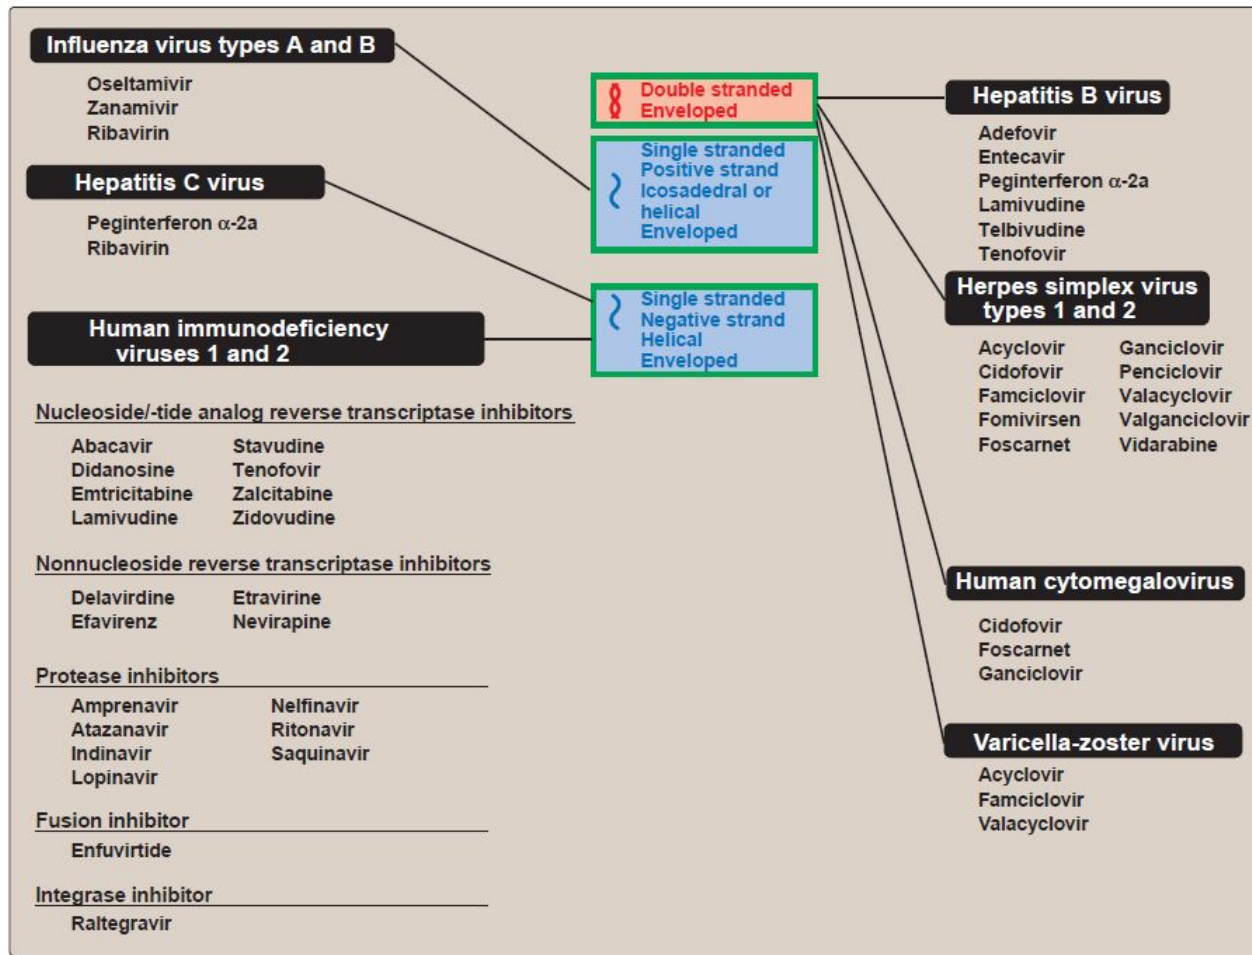 Influenza virus types A and B
Oseltamivir
Zanamivir
Ribavirin
Hepatitis C virus
Peginterferon α-2a
Ribavirin
Human immunodeficiency
viruses 1 and 2
Nucleoside/-tide analog reverse transcriptase inhibitors
Abacavir Stavudine
Didanosine Tenofovir
Emtricitabine Zalcitabine
Lamivudine Zidovudine
Nonnucleoside reverse transcriptase inhibitors
Delavirdine Etravirine
Efavirenz Nevirapine
Protease inhibitors
Amprenavir Nelfinavir
Atazanavir Ritonavir
Indinavir Saquinavir
Lopinavir
Fusion inhibitor
Enfuvirtide
Integrase inhibitor
Raltegravir
Double stranded
Enveloped
Single stranded
Positive strand
Icosadedral or
helical
Enveloped
Single stranded
Negative strand
Helical
Enveloped
Hepatitis B virus
Adefovir
Entecavir
Peginterferon α-2a
Lamivudine
Telbivudine
Tenofovir
Herpes simplex virus
types 1 and 2
Acyclovir Ganciclovir
Cidofovir Penciclovir
Famciclovir Valacyclovir
Fomivirsen Valganciclovir
Foscarnet Vidarabine
Human cytomegalovirus
Cidofovir
Foscarnet
Ganciclovir
Varicella-zoster virus
Acyclovir
Famciclovir
Valacyclovir